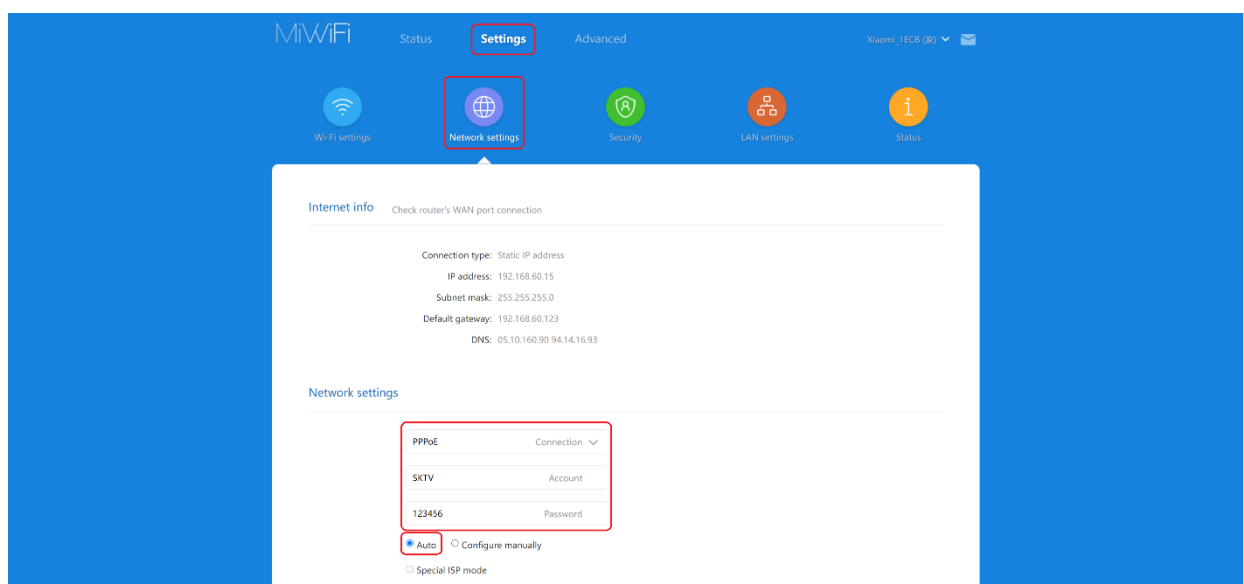 MiWiFi Status Settings Advanced Xiaomi_1ECB (家)
Wi-Fi settings Network settings Security LAN settings Status
Internet info Check router's WAN port connection
Connection type: Static IP address
IP address: 192.168.60.15
Subnet mask: 255.255.255.0
Default gateway: 192.168.60.123
DNS: 05.10.160.90 94.14.16.93
Network settings
PPPoE Connection
SKTV Account
123456 Password
Auto Configure manually
Special ISP mode